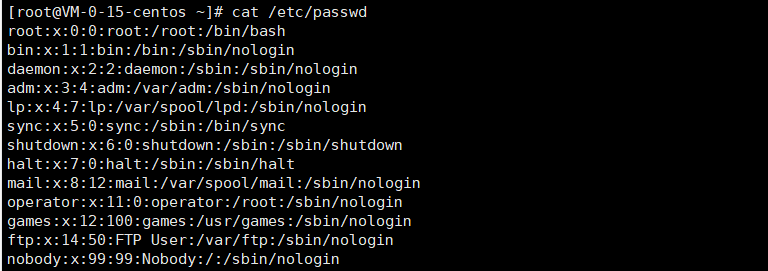 [root@VM-0-15-centos ~]# cat /etc/passwd
root:x:0:0:root:/root:/bin/bash
bin:x:1:1:bin:/bin:/sbin/nologin
daemon:x:2:2:daemon:/sbin:/sbin/nologin
adm:x:3:4:adm:/var/adm:/sbin/nologin
lp:x:4:7:lp:/var/spool/lpd:/sbin/nologin
sync:x:5:0:sync:/sbin:/bin/sync
shutdown:x:6:0:shutdown:/sbin:/sbin/shutdown
halt:x:7:0:halt:/sbin:/sbin/halt
mail:x:8:12:mail:/var/spool/mail:/sbin/nologin
operator:x:11:0:operator:/root:/sbin/nologin
games:x:12:100:games:/usr/games:/sbin/nologin
ftp:x:14:50:FTP User:/var/ftp:/sbin/nologin
nobody:x:99:99:Nobody:/:/sbin/nologin